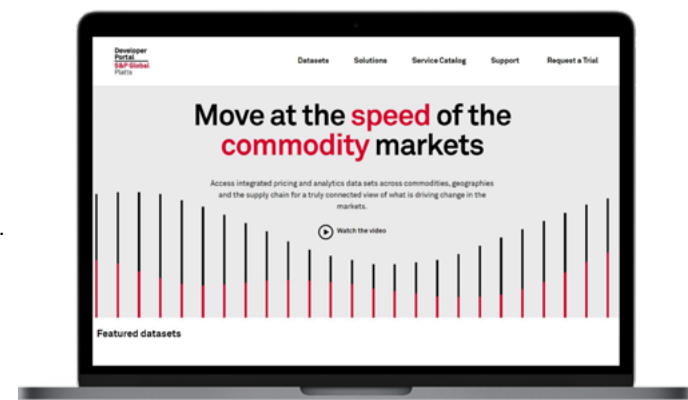 Developer
Portal
S&P Global
Platts
Datasets Solutions Service Catalog Support Request a Trial
Move at the speed of the
commodity markets
Access integrated pricing and analytics data sets across commodities, geographies
and the supply chain for a truly connected view of what is driving change in the
markets.
Watch the video
Featured datasets
.